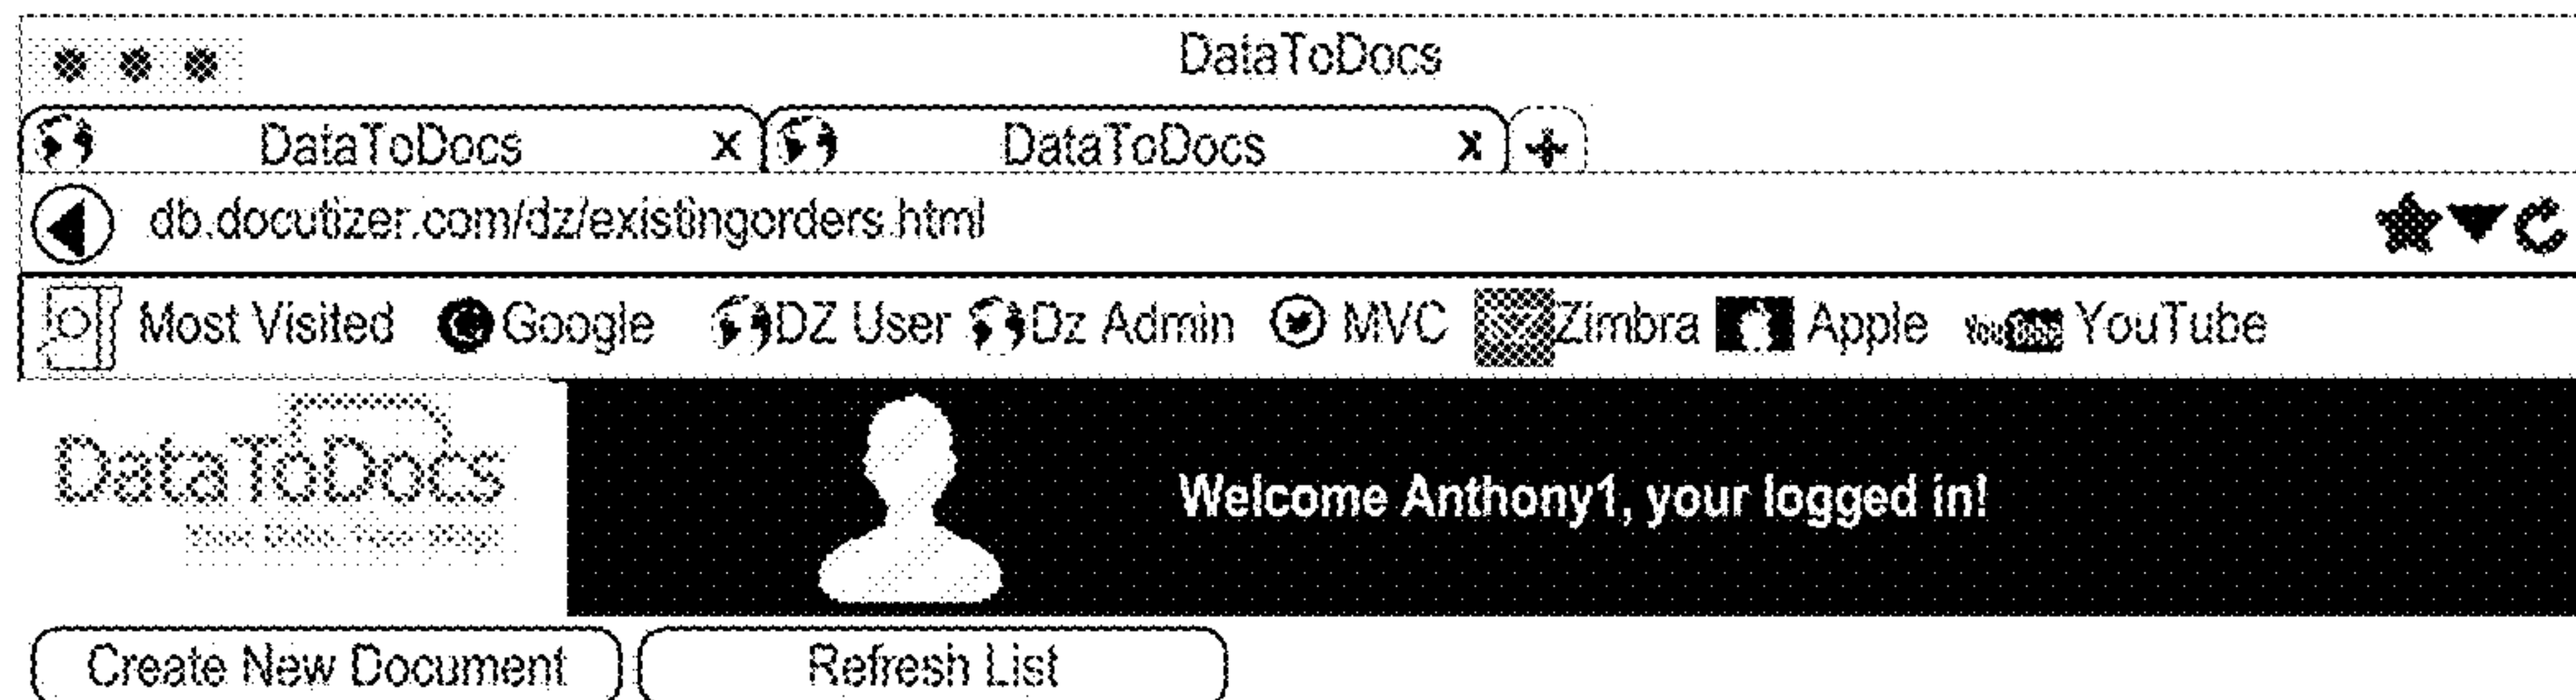 DataToDocs
DataToDocs x DataToDocs x +
db.docutizer.com/dz/existingorders.html
Most Visited Google DZ User Dz Admin MVC Zimbra Apple YouTube
DataToDocs
Welcome Anthony1, your logged in!
Create New Document Refresh List